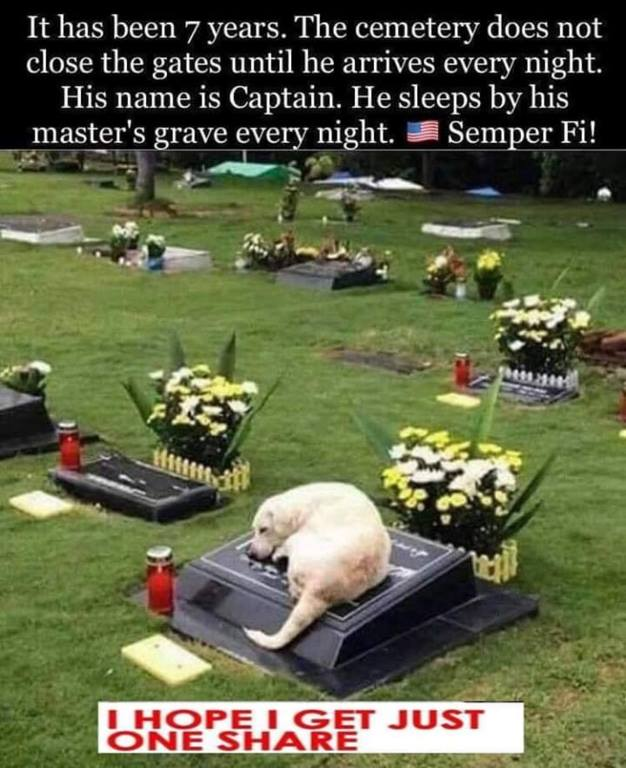 It has been 7 years. The cemetery does not
close the gates until he arrives every night.
His name is Captain. He sleeps by his
master's grave every night. 🇺🇸 Semper Fi!
I HOPE I GET JUST
ONE SHARE